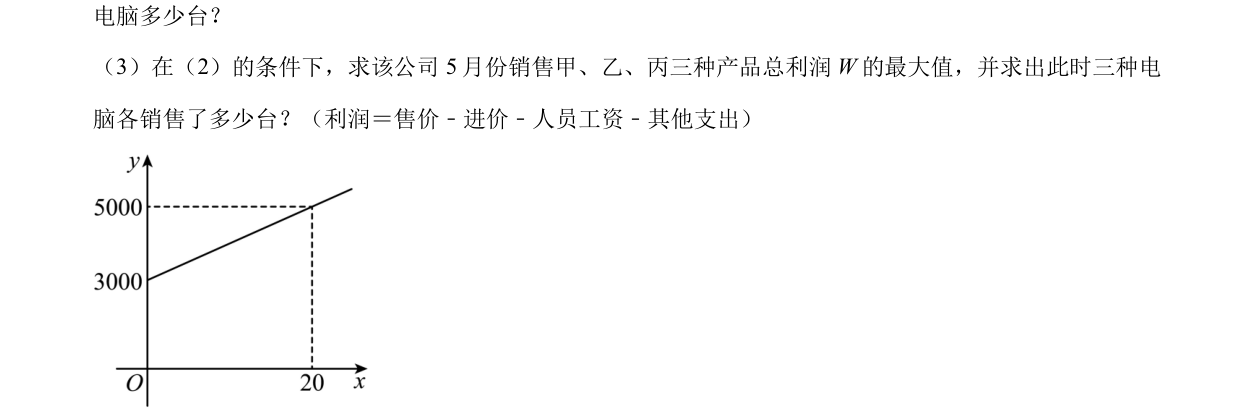 电脑多少台？
（3）在（2）的条件下，求该公司 5 月份销售甲、乙、丙三种产品总利润 W 的最大值，并求出此时三种电
脑各销售了多少台？（利润＝售价﹣进价﹣人员工资﹣其他支出）
y
5000
3000
O 20 x